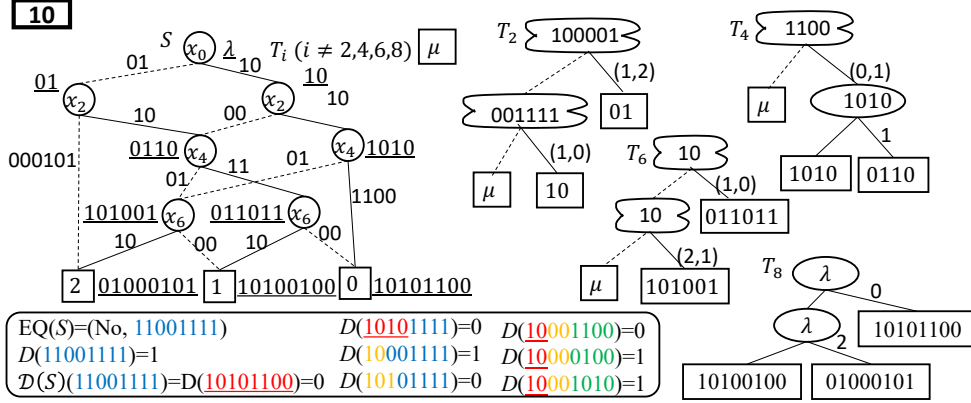 10
S
x₀ λ
01
10
T_i (i ≠ 2,4,6,8) μ
01 x₂
10 x₂
10
10
00
000101
0110 x₄
01
x₄ 1010
11
01
1100
101001 x₆
011011 x₆
10
00
10
00
2 01000101
1 10100100
0 10101100
T₂ 100001
(1,2)
001111
01
(1,0)
μ
10
T₄ 1100
(0,1)
μ
1010
1
1010
0110
T₆ 10
(1,0)
10
011011
(2,1)
μ
101001
T₈ λ
0
λ
10101100
2
10100100
01000101
EQ(S)=(No, 11001111)
D(11001111)=1
𝒟(S)(11001111)=D(10101100)=0
D(10101111)=0
D(10001111)=1
D(10101111)=0
D(10001100)=0
D(10000100)=1
D(10001010)=1